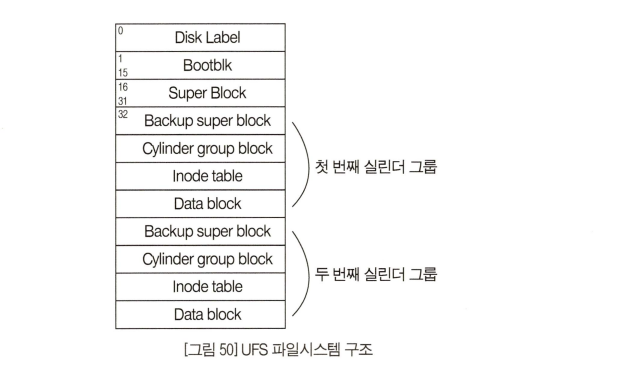 0
Disk Label
1
15
Bootblk
16
31
Super Block
32
Backup super block
Cylinder group block
Inode table
Data block
첫 번째 실린더 그룹
Backup super block
Cylinder group block
Inode table
Data block
두 번째 실린더 그룹
[그림 50] UFS 파일시스템 구조